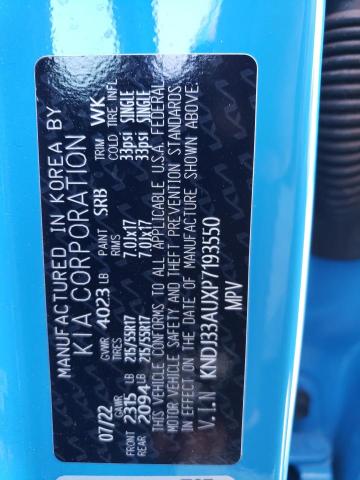 MANUFACTURED IN KOREA BY
KIA CORPORATION
07/22 GVWR 4023 LB PAINT SRB TRIM WK
GAWR RIMS COLD TIRE INFL
FRONT 2315 LB 215/55R17 7.0JX17 33psi SINGLE
REAR 2094 LB 215/55R17 7.0JX17 33psi SINGLE
THIS VEHICLE CONFORMS TO ALL APPLICABLE U.S.A. FEDERAL
MOTOR VEHICLE SAFETY AND THEFT PREVENTION STANDARDS
IN EFFECT ON THE DATE OF MANUFACTURE SHOWN ABOVE.
V.I.N KNDJ33AUXP7193550
MPV